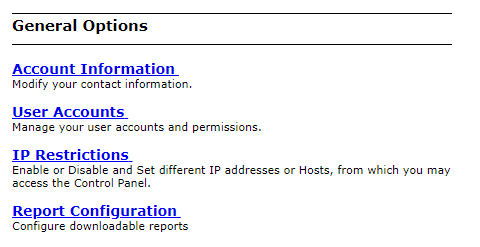 General Options
Account Information
Modify your contact information.
User Accounts
Manage your user accounts and permissions.
IP Restrictions
Enable or Disable and Set different IP addresses or Hosts, from which you may
access the Control Panel.
Report Configuration
Configure downloadable reports